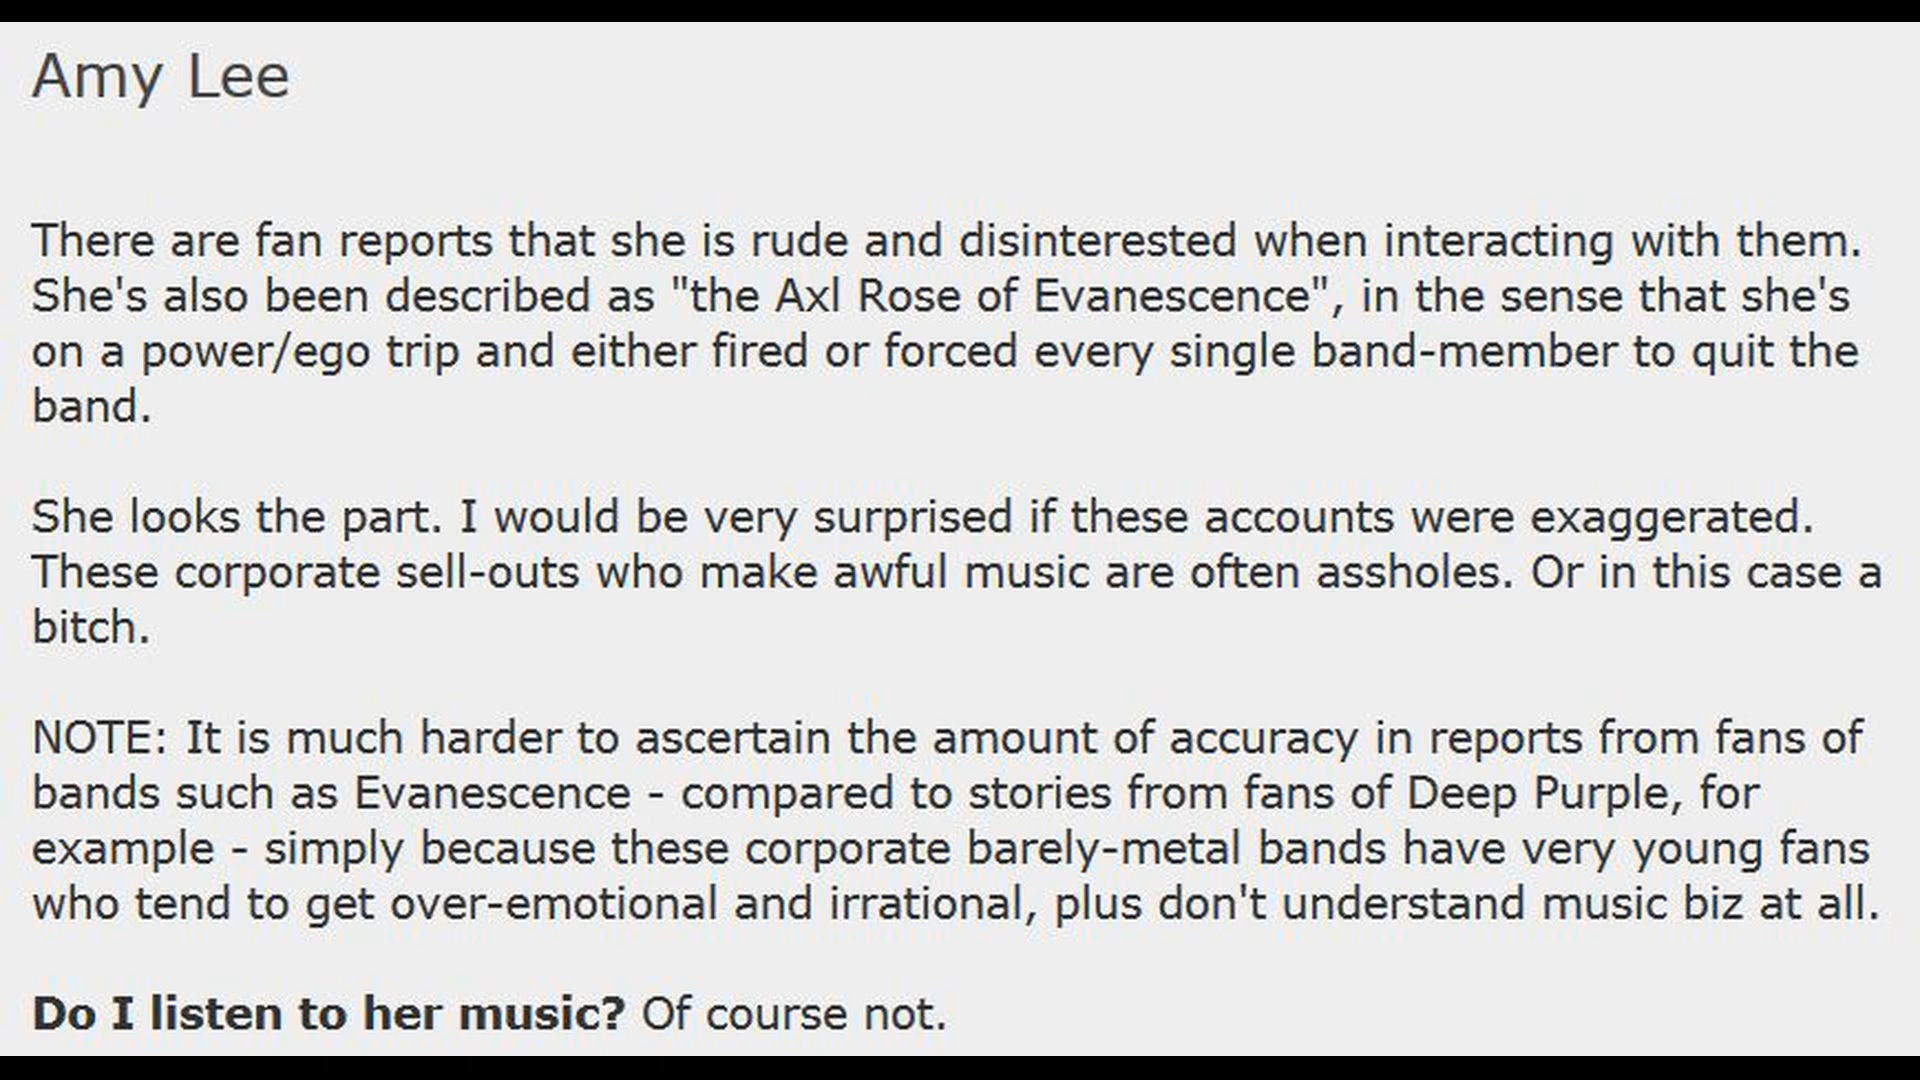 Amy Lee
There are fan reports that she is rude and disinterested when interacting with them.
She's also been described as "the Axl Rose of Evanescence", in the sense that she's
on a power/ego trip and either fired or forced every single band-member to quit the
band.
She looks the part. I would be very surprised if these accounts were exaggerated.
These corporate sell-outs who make awful music are often assholes. Or in this case a
bitch.
NOTE: It is much harder to ascertain the amount of accuracy in reports from fans of
bands such as Evanescence - compared to stories from fans of Deep Purple, for
example - simply because these corporate barely-metal bands have very young fans
who tend to get over-emotional and irrational, plus don't understand music biz at all.
Do I listen to her music? Of course not.